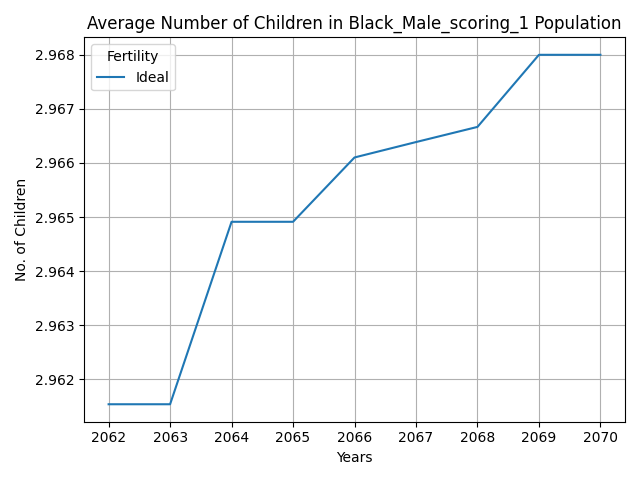 Average Number of Children in Black_Male_scoring_1 Population
Fertility
Ideal
No. of Children
2.968
2.967
2.966
2.965
2.964
2.963
2.962
2062 2063 2064 2065 2066 2067 2068 2069 2070
Years